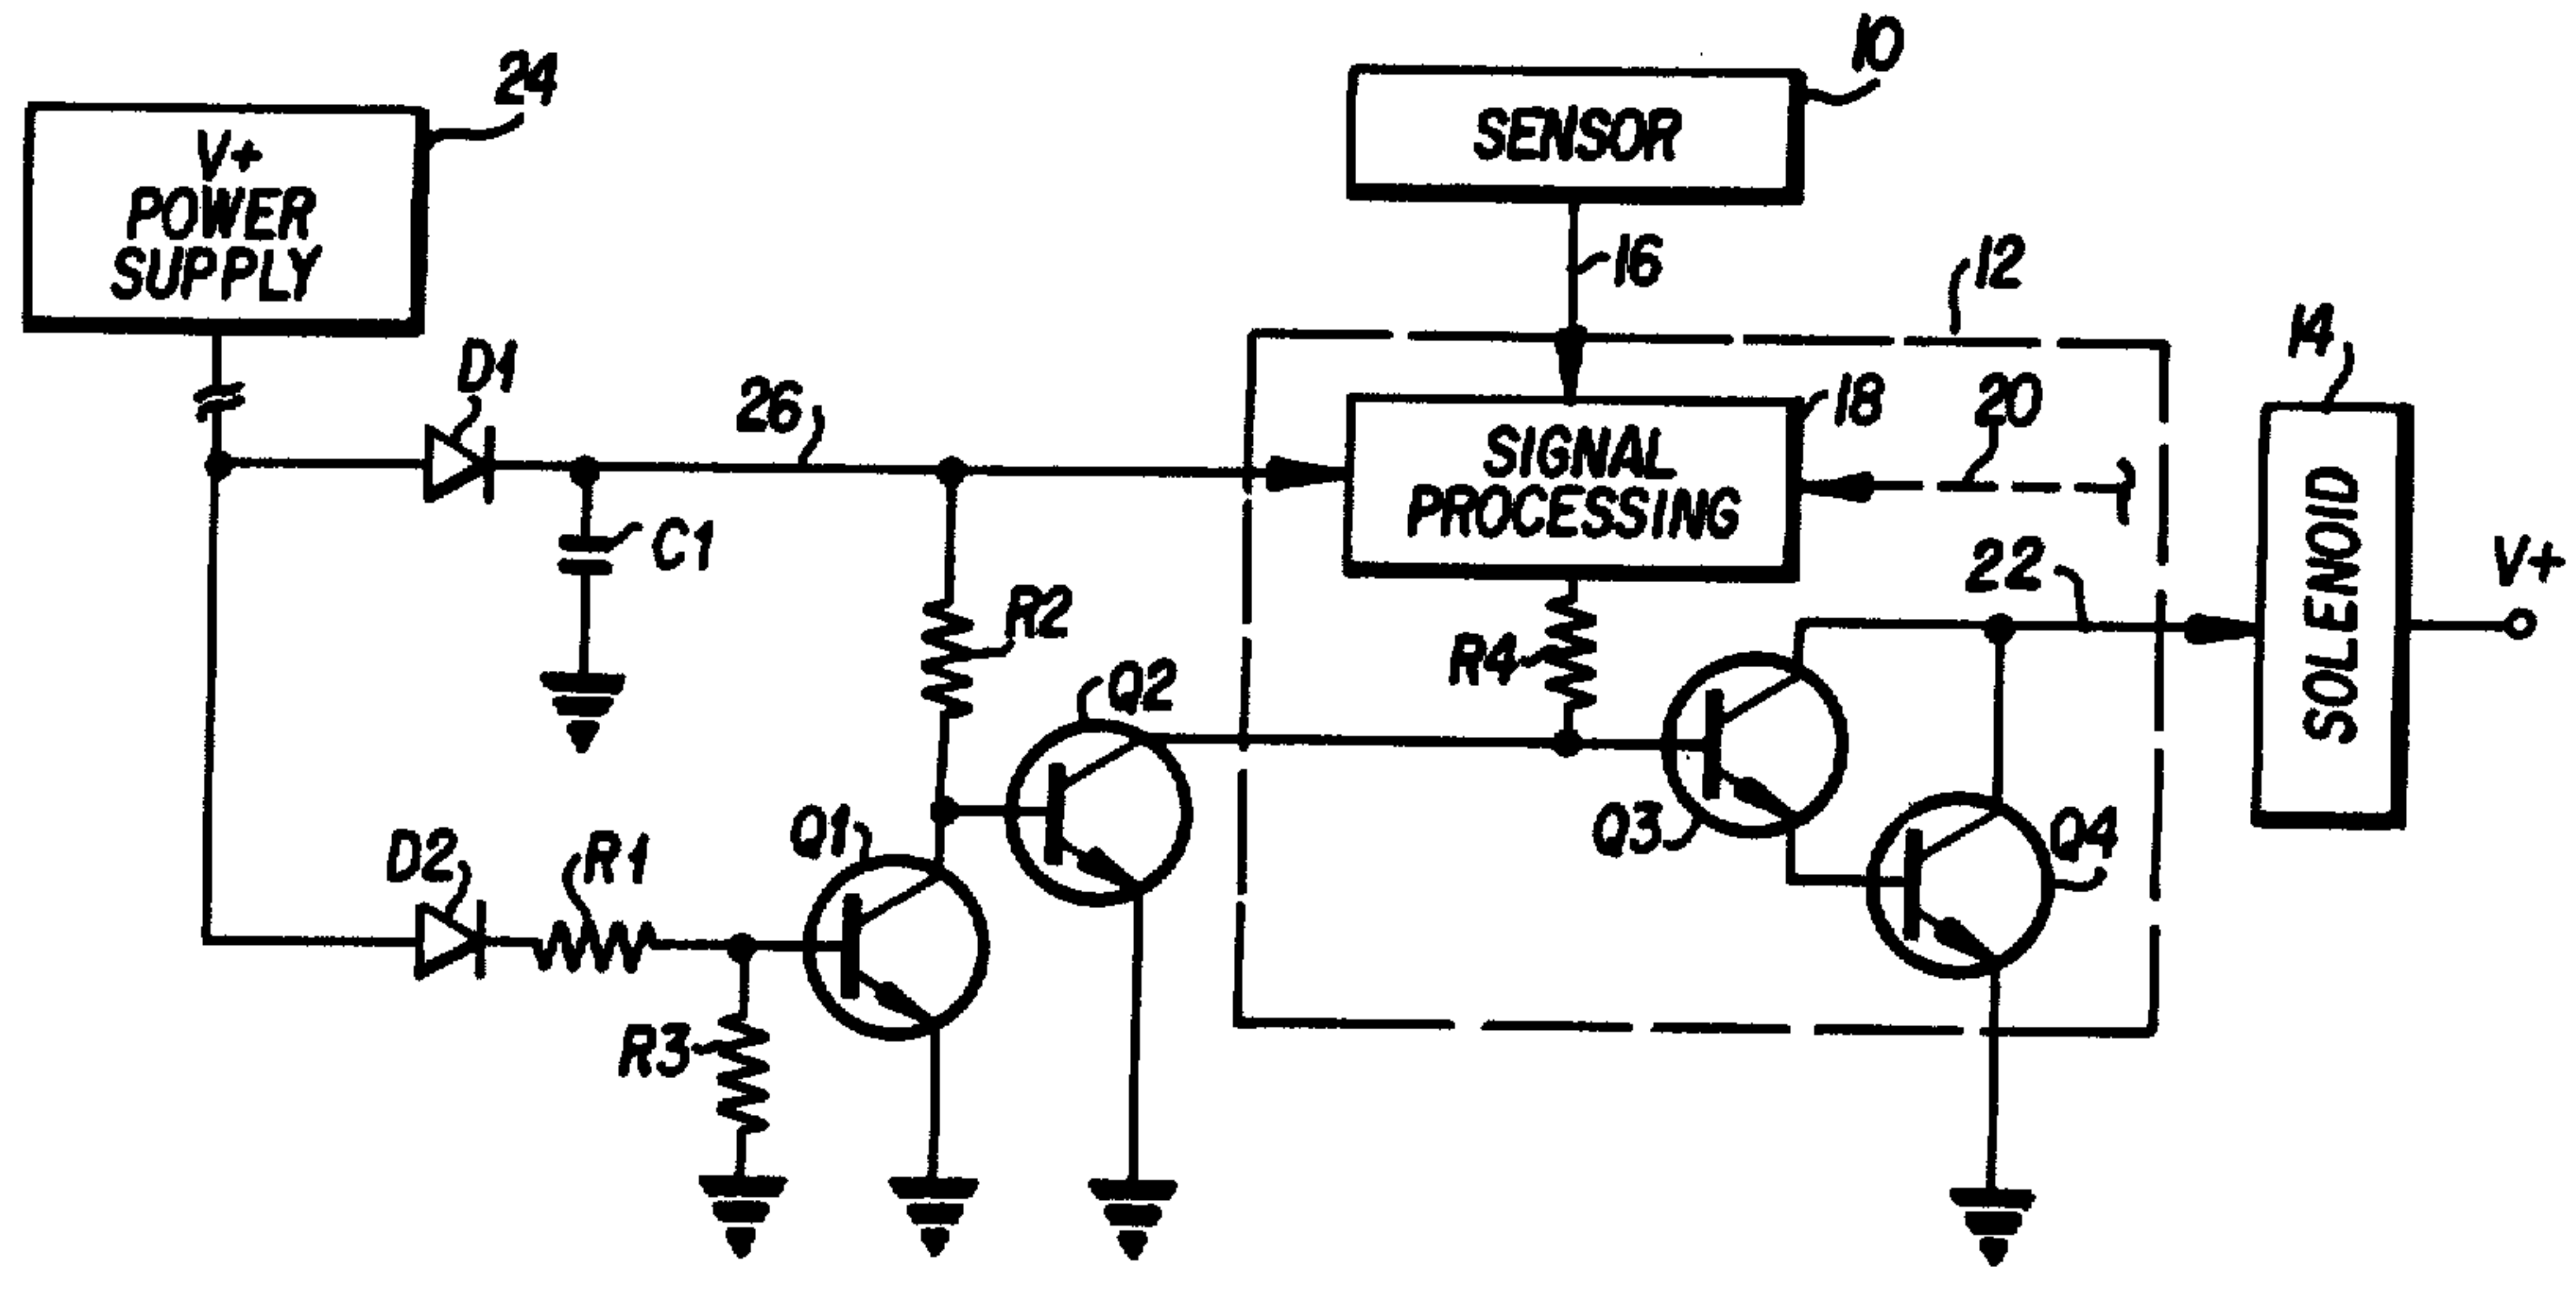 24
V+
POWER
SUPPLY
10
SENSOR
16
12
14
D1
26
18
20
SIGNAL
PROCESSING
C1
22
V+
R2
R4
SOLENOID
Q2
Q3
Q4
Q1
D2
R1
R3